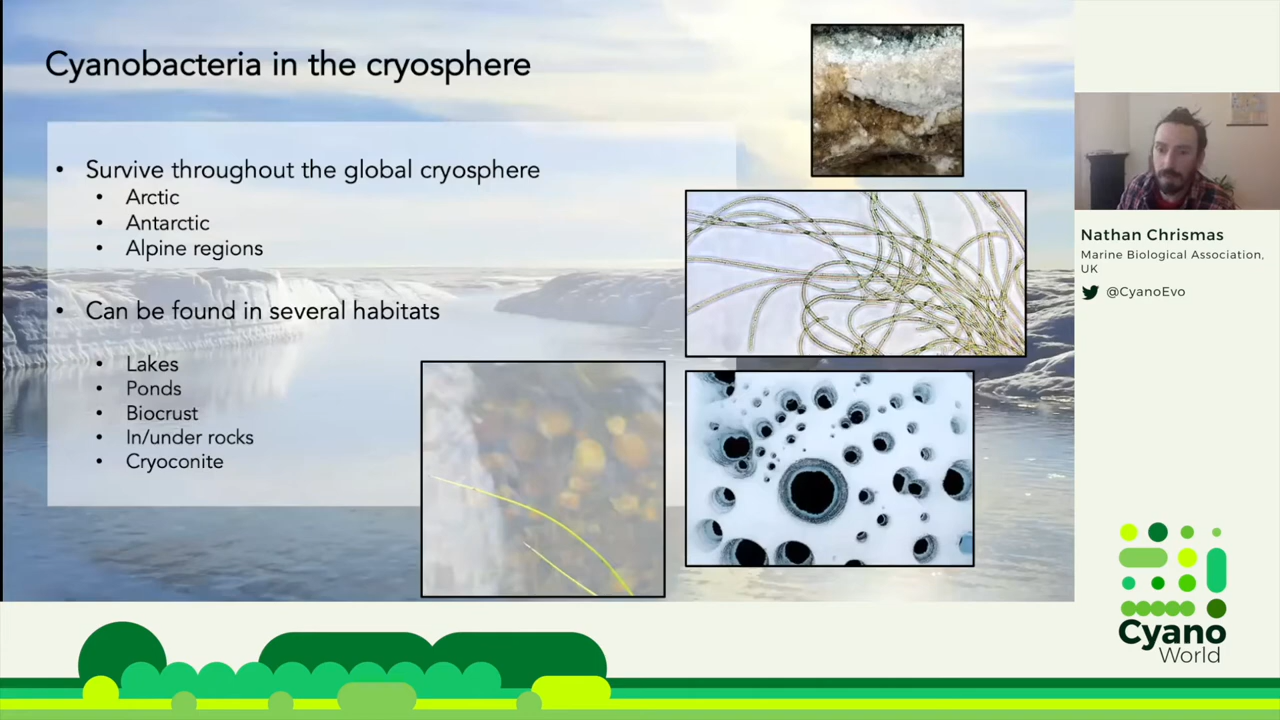 Cyanobacteria in the cryosphere
• Survive throughout the global cryosphere
• Arctic
• Antarctic
• Alpine regions
• Can be found in several habitats
• Lakes
• Ponds
• Biocrust
• In/under rocks
• Cryoconite
Nathan Chrismas
Marine Biological Association,
UK
@CyanoEvo
Cyano
World